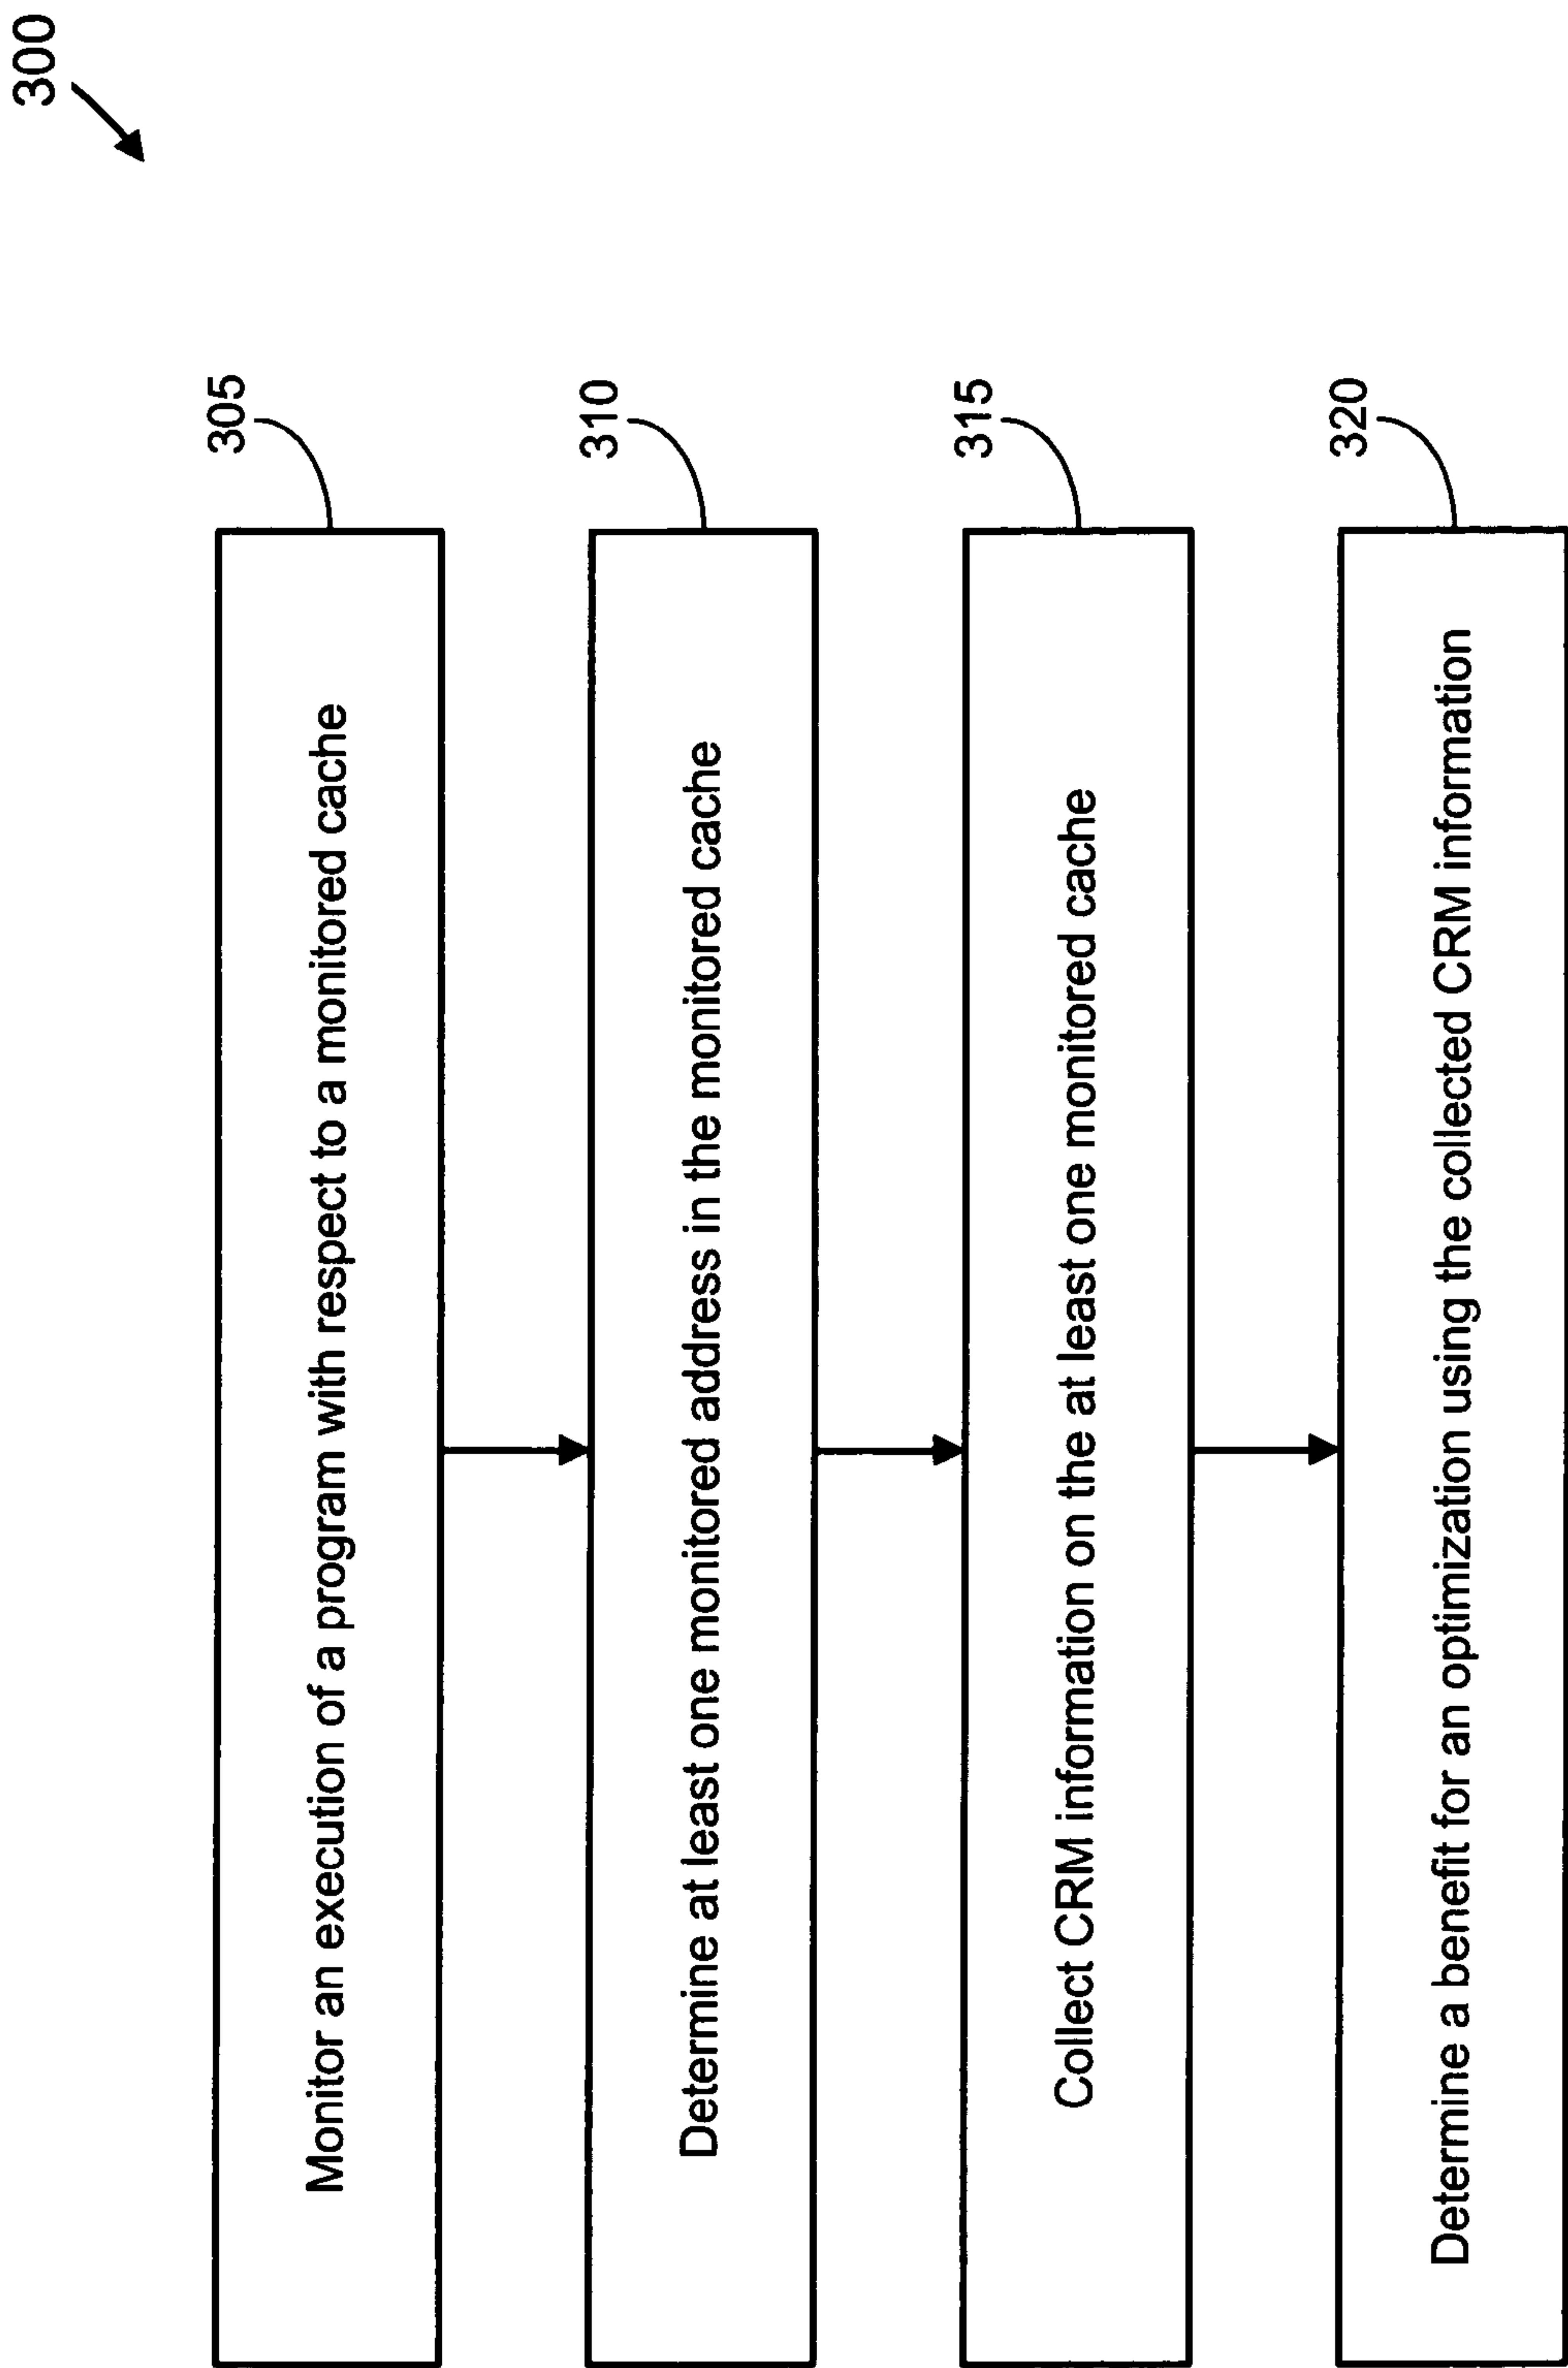 300
305
Monitor an execution of a program with respect to a monitored cache
310
Determine at least one monitored address in the monitored cache
315
Collect CRM information on the at least one monitored cache
320
Determine a benefit for an optimization using the collected CRM information